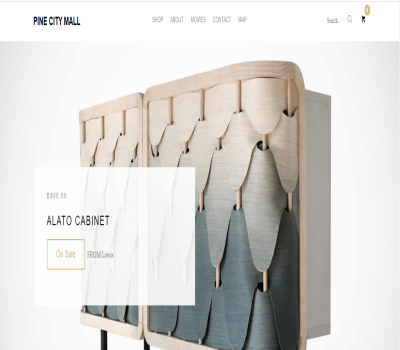 PINE CITY MALL
SHOP ABOUT MOVIES CONTACT MAP
Search..
0
R800.00
ALATO CABINET
On Sale FROM Lewis